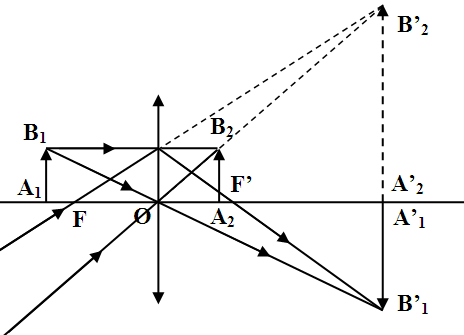 B'₂
B₁
B₂
A₁
F'
A'₂
F
O
A₂
A'₁
B'₁